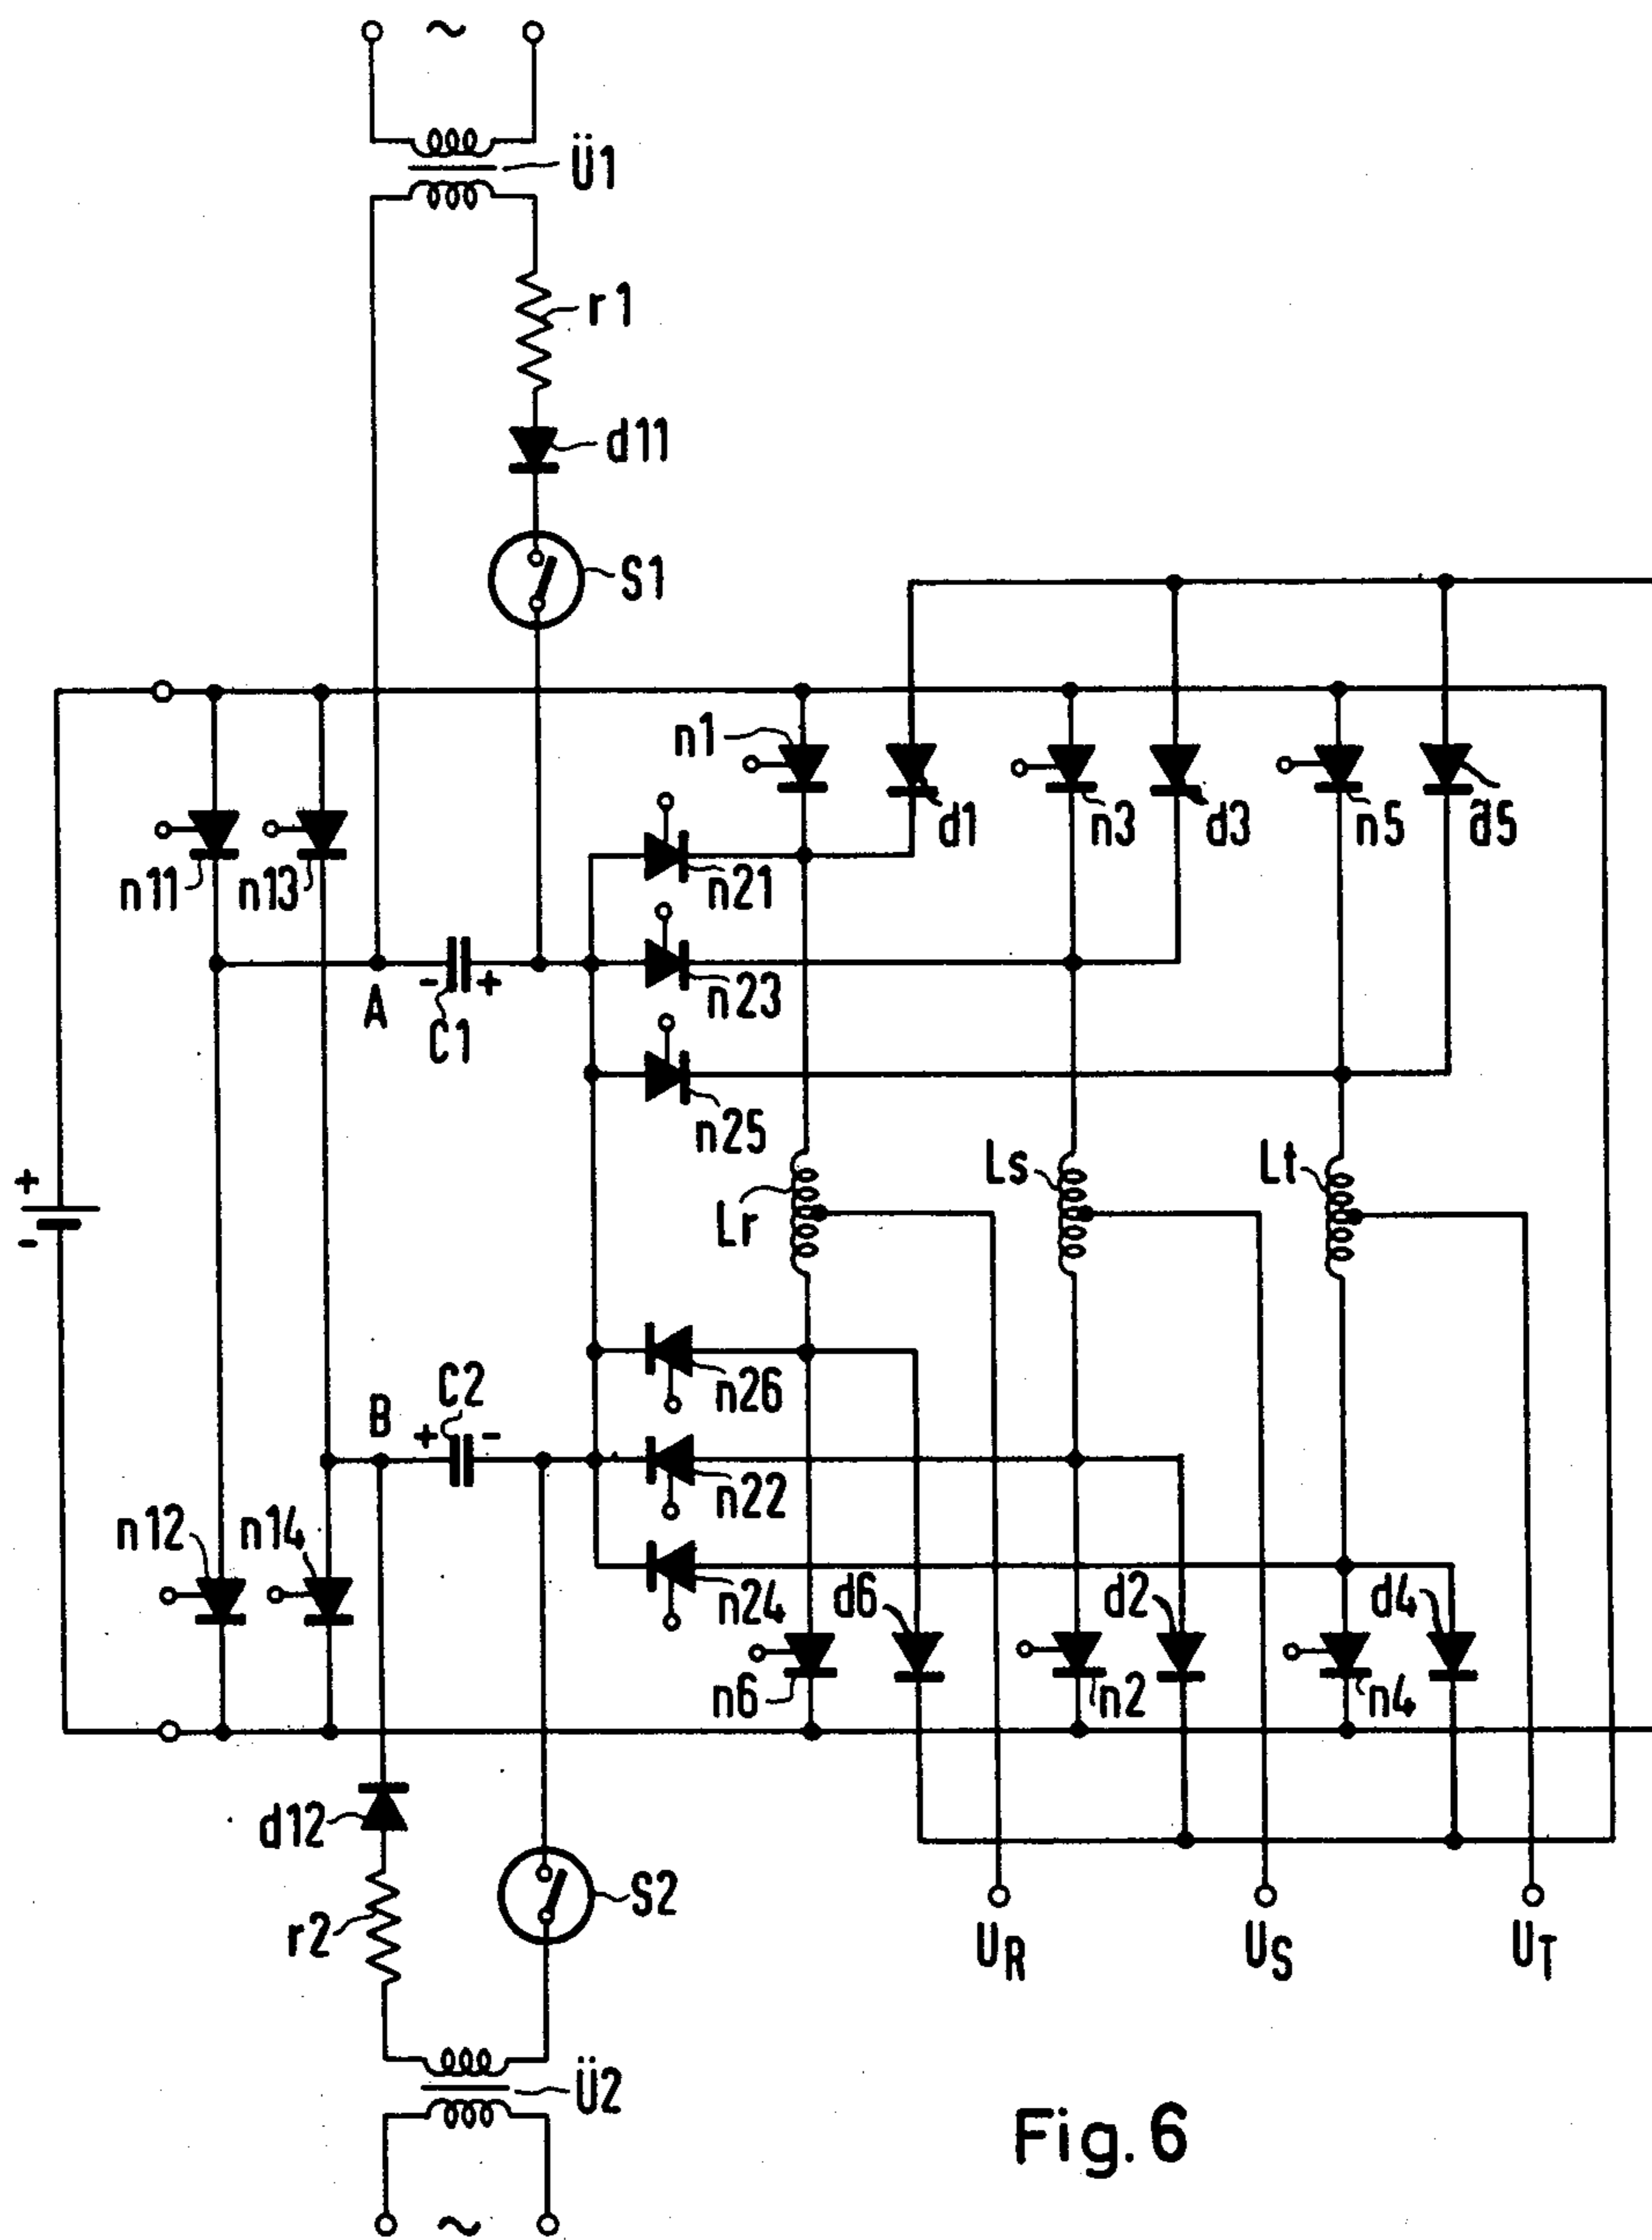 ~
Ü1
r1
d11
S1
n1
d1
n3
d3
n5
d5
n11
n13
n21
A
- +
C1
n23
n25
+
-
Lr
Ls
Lt
n26
B
C2
+ -
n22
n12
n14
n24
d6
d2
d4
n6
n2
n4
d12
r2
S2
UR
US
UT
Ü2
~
Fig. 6